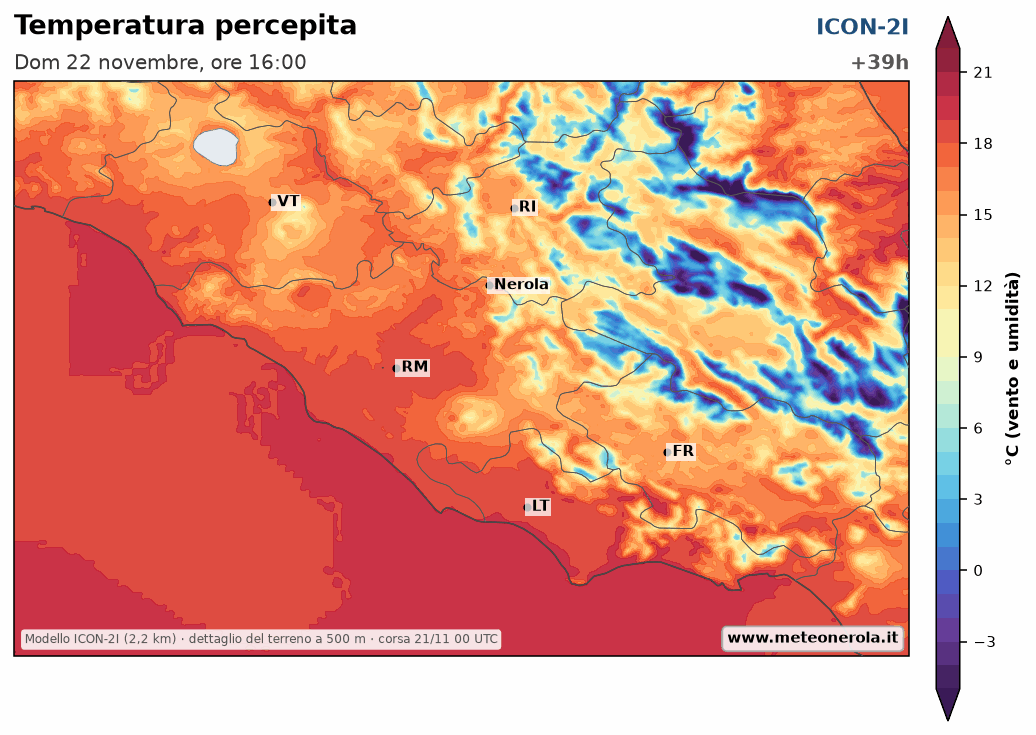 Temperatura percepita
ICON-2I
Dom 22 novembre, ore 16:00
+39h
21
18
15
12
9
6
3
0
−3
°C (vento e umidità)
VT
RI
Nerola
RM
FR
LT
Modello ICON-2I (2,2 km) · dettaglio del terreno a 500 m · corsa 21/11 00 UTC
www.meteonerola.it